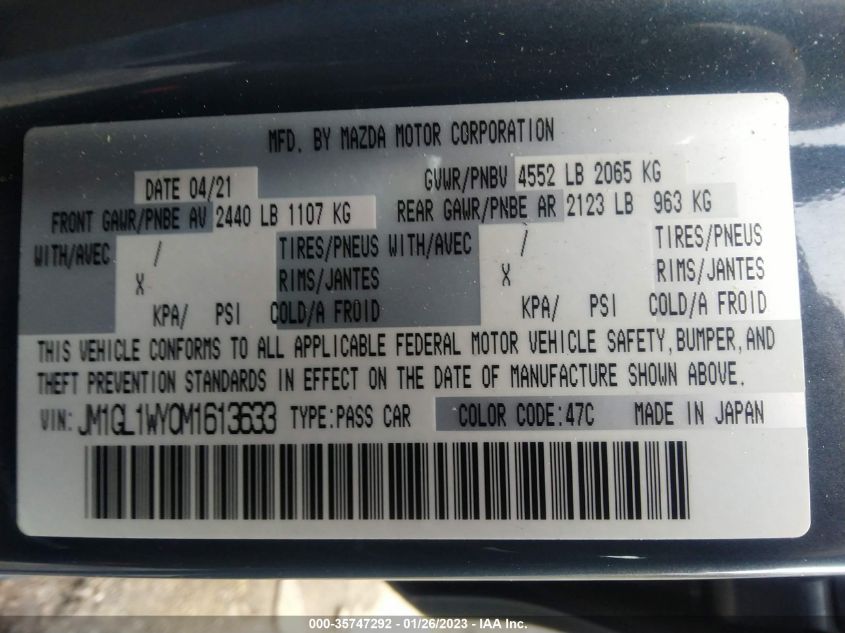 MFD. BY MAZDA MOTOR CORPORATION
DATE 04/21 GVWR/PNBV 4552 LB 2065 KG
FRONT GAWR/PNBE AV 2440 LB 1107 KG REAR GAWR/PNBE AR 2123 LB 963 KG
WITH/AVEC / TIRES/PNEUS WITH/AVEC / TIRES/PNEUS
X RIMS/JANTES X RIMS/JANTES
KPA/ PSI COLD/A FROID KPA/ PSI COLD/A FROID
THIS VEHICLE CONFORMS TO ALL APPLICABLE FEDERAL MOTOR VEHICLE SAFETY, BUMPER, AND
THEFT PREVENTION STANDARDS IN EFFECT ON THE DATE OF MANUFACTURE SHOWN ABOVE.
VIN: JM1GL1WY0M1613633 TYPE: PASS CAR COLOR CODE: 47C MADE IN JAPAN
000-35747292 - 01/26/2023 - IAA Inc.